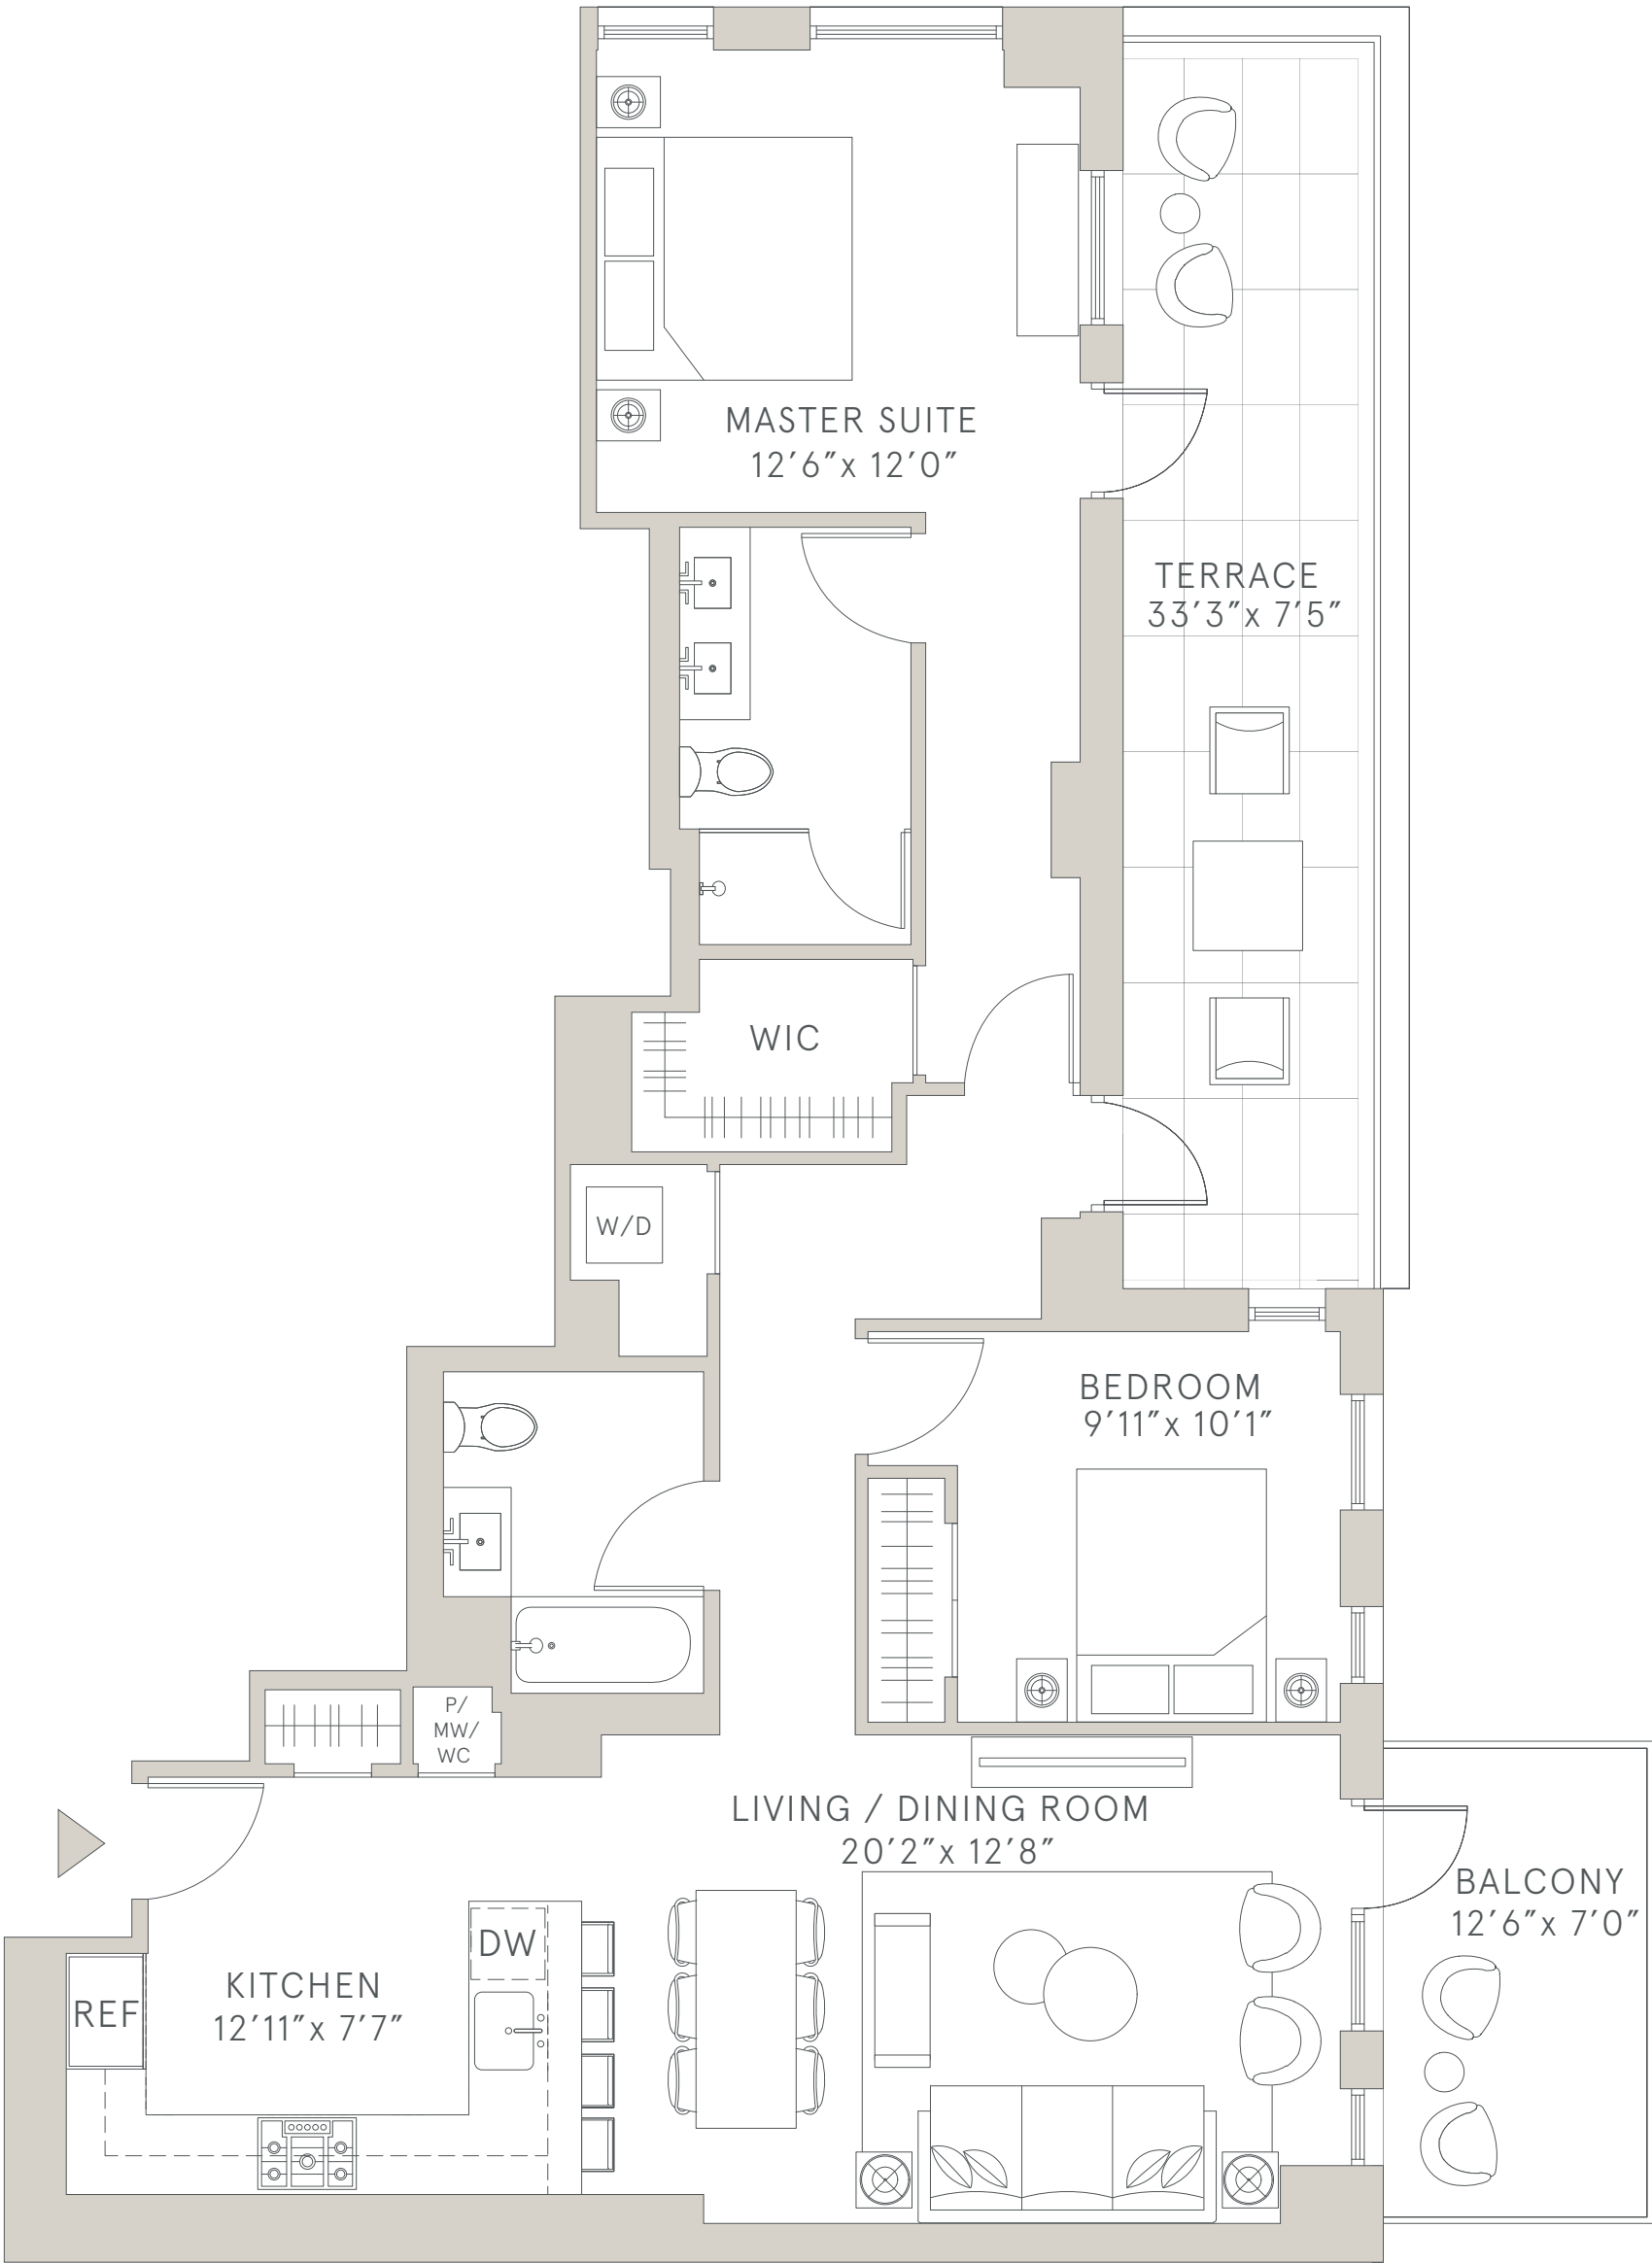 MASTER SUITE
12'6"x 12'0"
TERRACE
33'3"x 7'5"
WIC
W/D
BEDROOM
9'11"x 10'1"
P/
MW/
WC
LIVING / DINING ROOM
20'2"x 12'8"
BALCONY
12'6"x 7'0"
DW
KITCHEN
12'11"x 7'7"
REF